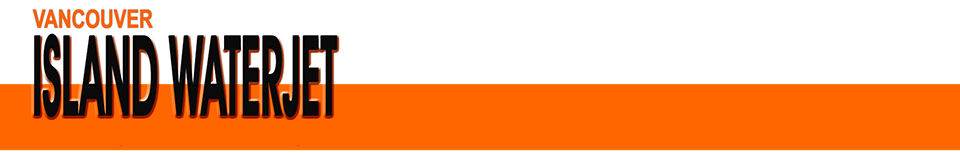 VANCOUVER
ISLAND WATERJET